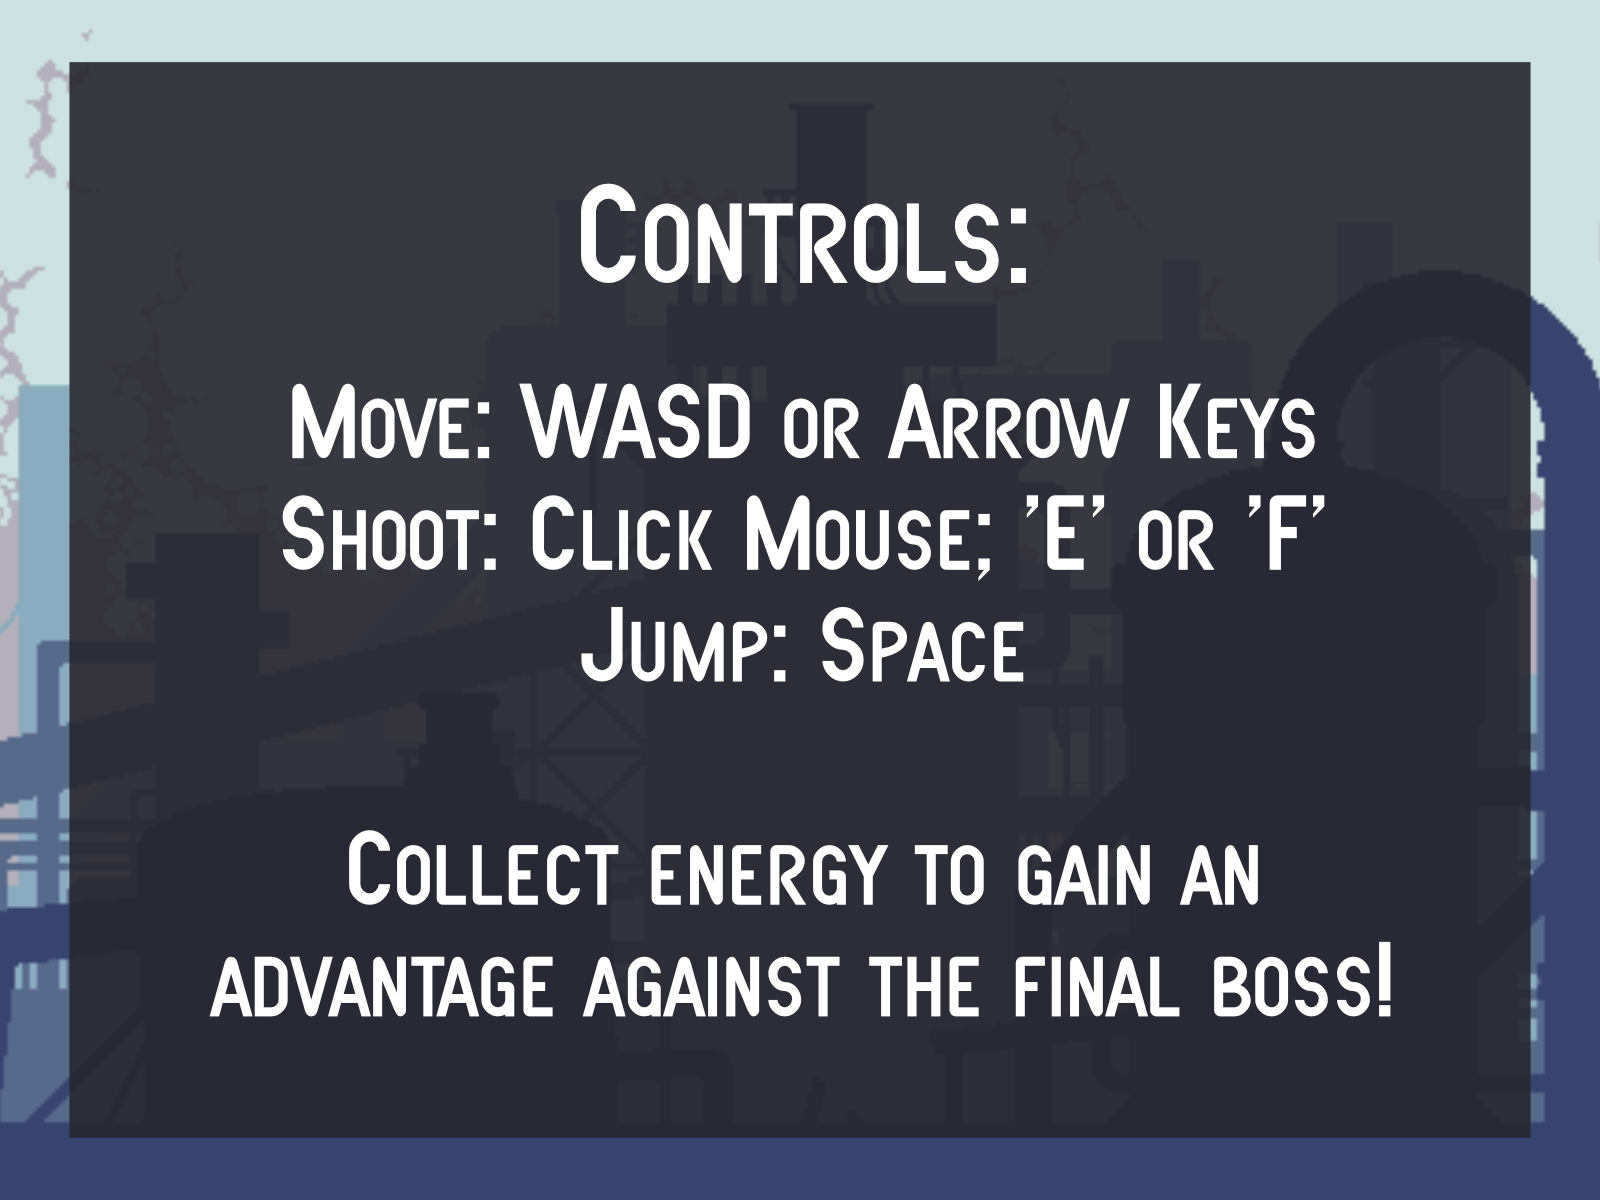 Controls:
Move: WASD or Arrow Keys
Shoot: Click Mouse; 'E' or 'F'
Jump: Space
Collect energy to gain an
advantage against the final boss!